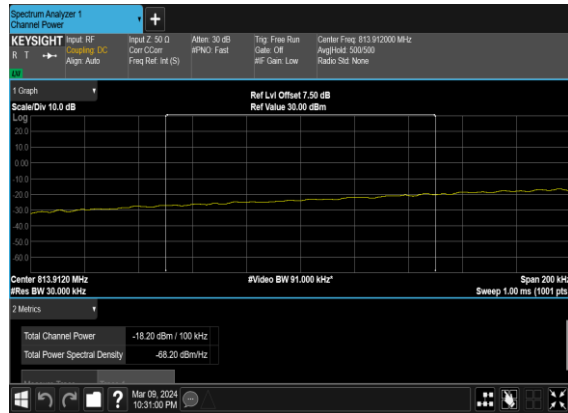 Spectrum Analyzer 1
Channel Power
+
KEYSIGHT Input: RF Input Z: 50 Ω Atten: 30 dB Trig: Free Run Center Freq: 813.912000 MHz
R T Coupling: DC Corr CCorr #PNO: Fast Gate: Off Avg|Hold: 500/500
Align: Auto Freq Ref: Int (S) #IF Gain: Low Radio Std: None
LXI
1 Graph
Ref Lvl Offset 7.50 dB
Scale/Div 10.0 dB Ref Value 30.00 dBm
Log
20.0
10.0
0.00
-10.0
-20.0
-30.0
-40.0
-50.0
-60.0
Center 813.9120 MHz #Video BW 91.000 kHz* Span 200 kHz
#Res BW 30.000 kHz Sweep 1.00 ms (1001 pts
2 Metrics
Total Channel Power -18.20 dBm / 100 kHz
Total Power Spectral Density -68.20 dBm/Hz
?
Mar 09, 2024
10:31:00 PM